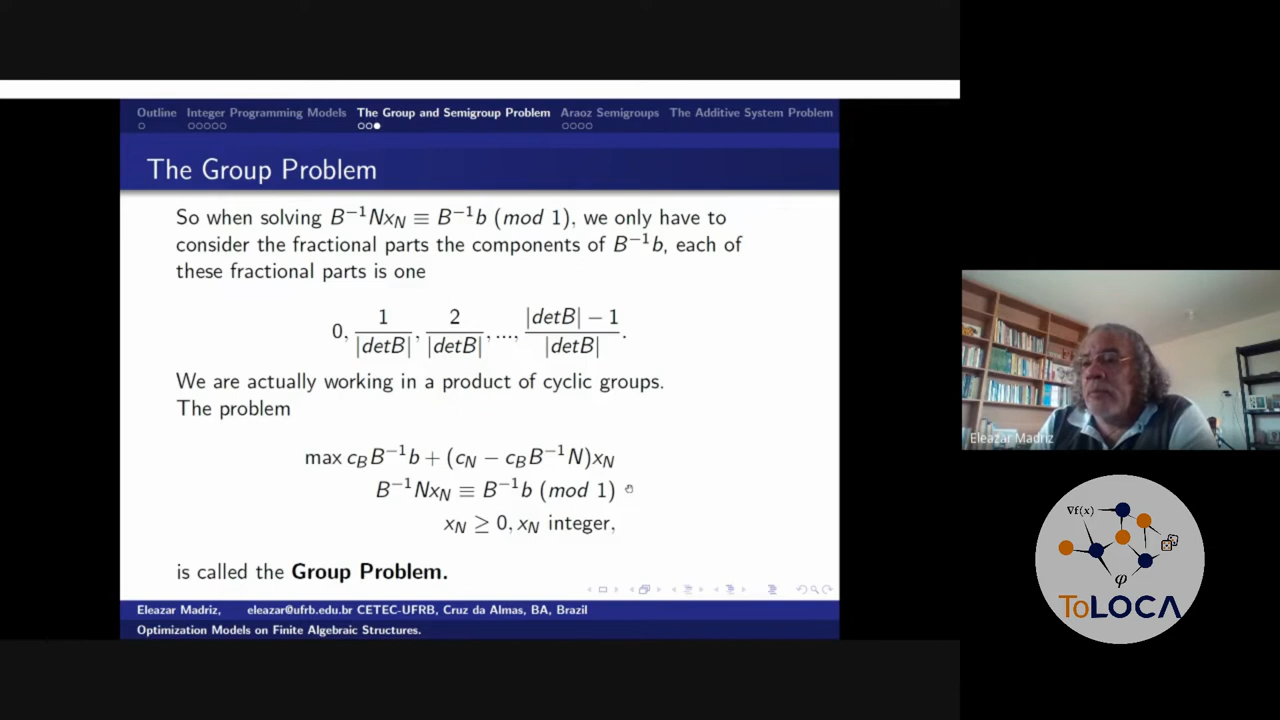 Outline Integer Programming Models The Group and Semigroup Problem Araoz Semigroups The Additive System Problem
The Group Problem
So when solving B⁻¹Nx_N ≡ B⁻¹b (mod 1), we only have to
consider the fractional parts the components of B⁻¹b, each of
these fractional parts is one
0, 1/|detB|, 2/|detB|, ..., |detB| − 1/|detB|.
We are actually working in a product of cyclic groups.
The problem
max c_B B⁻¹b + (c_N − c_B B⁻¹N)x_N
B⁻¹Nx_N ≡ B⁻¹b (mod 1)
x_N ≥ 0, x_N integer,
is called the Group Problem.
Eleazar Madriz, eleazar@ufrb.edu.br CETEC-UFRB, Cruz da Almas, BA, Brazil
Optimization Models on Finite Algebraic Structures.
Eleazar Madriz
∇f(x)
φ
ToLOCA